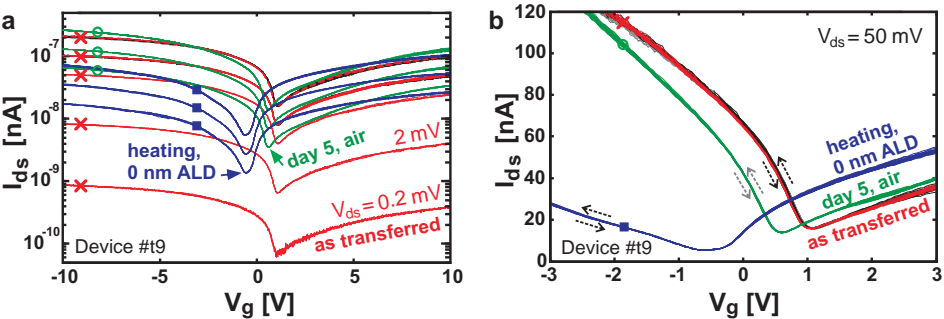 a
I_ds [nA]
10^-7
10^-8
10^-9
10^-10
heating,
0 nm ALD
day 5, air
2 mV
V_ds = 0.2 mV
as transferred
Device #t9
-10
-5
0
5
10
V_g [V]
b
I_ds [nA]
120
100
80
60
40
20
0
V_ds = 50 mV
heating,
0 nm ALD
day 5, air
as transferred
Device #t9
-3
-2
-1
0
1
2
3
V_g [V]